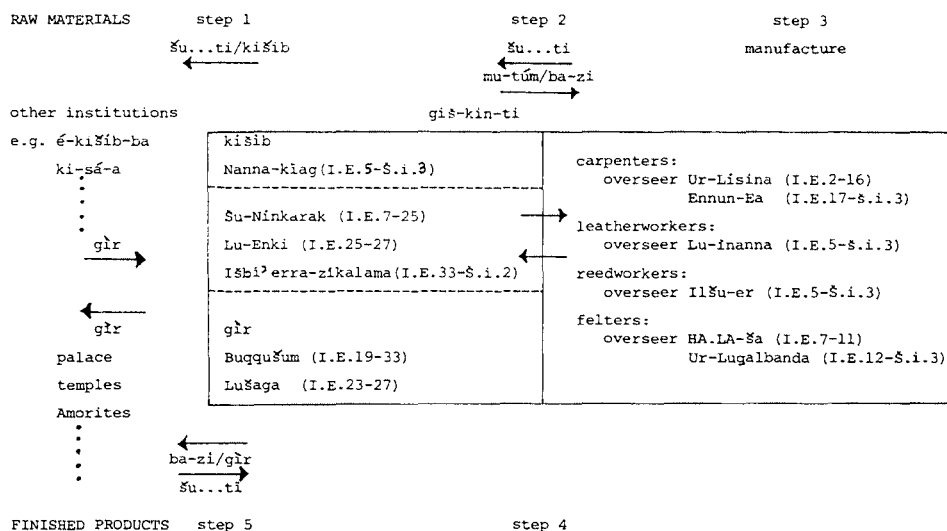 RAW MATERIALS step 1 step 2 step 3
šu...ti/kišib šu...ti manufacture
mu-túm/ba-zi
other institutions giš-kin-ti
e.g. é-kišíb-ba kišib
ki-sá-a Nanna-kìag(I.E.5-Š.i.3)
carpenters:
overseer Ur-Lisina (I.E.2-16)
Ennun-Ea (I.E.17-š.i.3)
Šu-Ninkarak (I.E.7-25)
leatherworkers:
gìr Lu-Enki (I.E.25-27) overseer Lu-inanna (I.E.5-Š.i.3)
Išbiʾerra-zikalama(I.E.33-Š.i.2)
reedworkers:
overseer Ilšu-er (I.E.5-Š.i.3)
gìr gìr
felters:
palace Buqqušum (I.E.19-33) overseer HA.LA-ša (I.E.7-11)
Ur-Lugalbanda (I.E.12-Š.i.3)
temples Lušaga (I.E.23-27)
Amorites
ba-zi/gìr
šu...ti
FINISHED PRODUCTS step 5 step 4